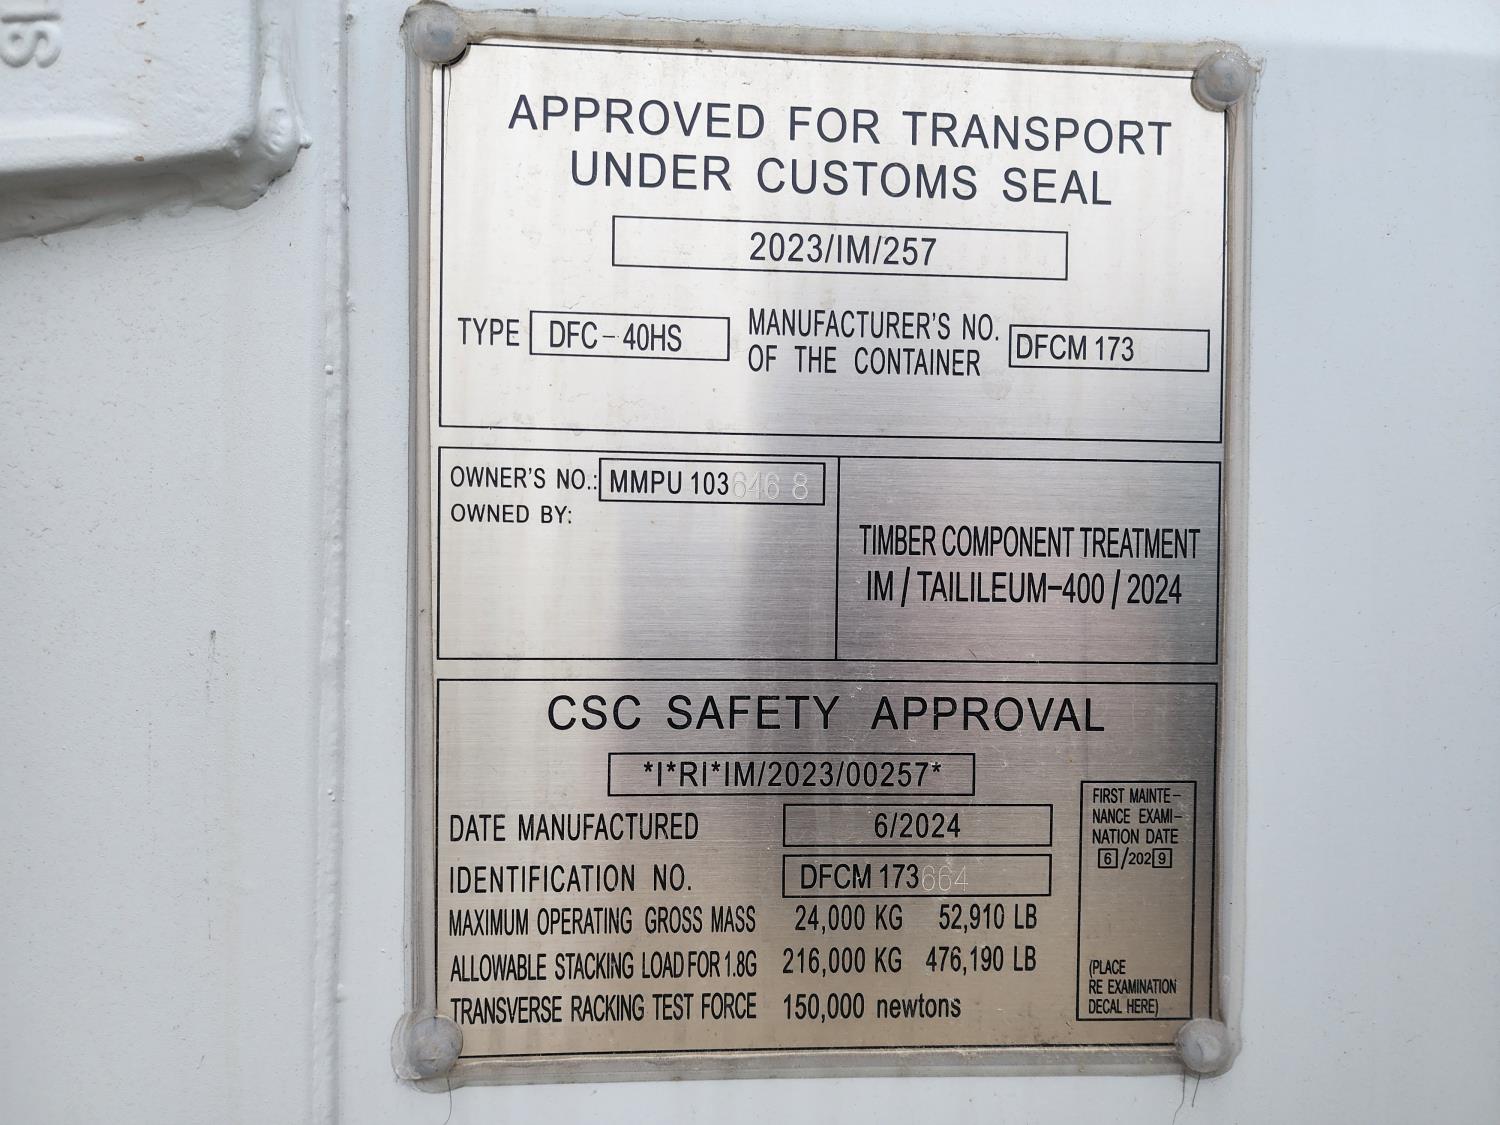 APPROVED FOR TRANSPORT
UNDER CUSTOMS SEAL
2023/IM/257
TYPE DFC-40HS
MANUFACTURER'S NO.
OF THE CONTAINER
DFCM 173
OWNER'S NO.: MMPU 103646 8
OWNED BY:
TIMBER COMPONENT TREATMENT
IM / TAILILEUM-400 / 2024
CSC SAFETY APPROVAL
*I*RI*IM/2023/00257*
DATE MANUFACTURED 6/2024
IDENTIFICATION NO. DFCM 173664
MAXIMUM OPERATING GROSS MASS 24,000 KG 52,910 LB
ALLOWABLE STACKING LOAD FOR 1.8G 216,000 KG 476,190 LB
TRANSVERSE RACKING TEST FORCE 150,000 newtons
FIRST MAINTE-
NANCE EXAMI-
NATION DATE
6/2029
(PLACE
RE EXAMINATION
DECAL HERE)